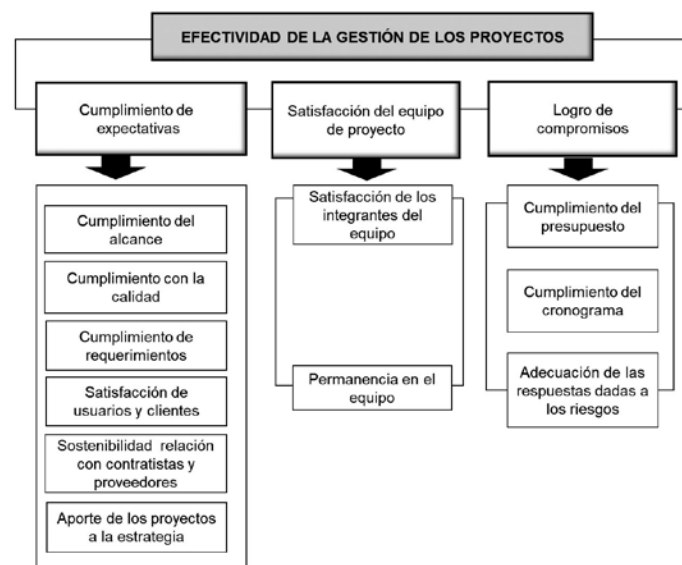 EFECTIVIDAD DE LA GESTIÓN DE LOS PROYECTOS
Cumplimiento de
expectativas
Cumplimiento del
alcance
Cumplimiento con la
calidad
Cumplimiento de
requerimientos
Satisfacción de
usuarios y clientes
Sostenibilidad relación
con contratistas y
proveedores
Aporte de los proyectos
a la estrategia
Satisfacción del equipo
de proyecto
Satisfacción de los
integrantes del
equipo
Permanencia en el
equipo
Logro de
compromisos
Cumplimiento del
presupuesto
Cumplimiento del
cronograma
Adecuación de las
respuestas dadas a
los riesgos